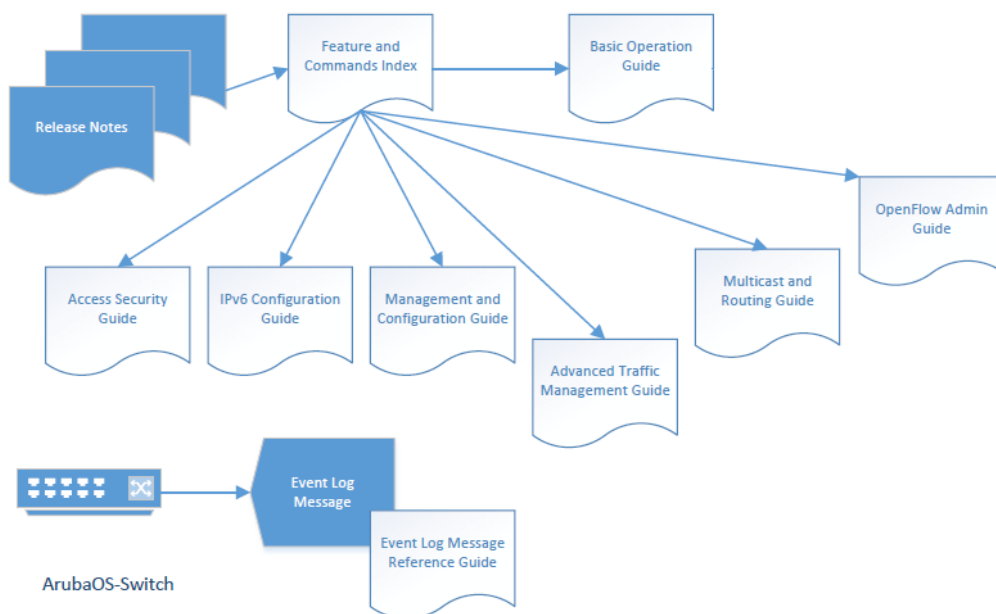 Feature and
Commands Index
Basic Operation
Guide
Release Notes
OpenFlow Admin
Guide
Access Security
Guide
IPv6 Configuration
Guide
Management and
Configuration Guide
Multicast and
Routing Guide
Advanced Traffic
Management Guide
Event Log
Message
Event Log Message
Reference Guide
ArubaOS-Switch